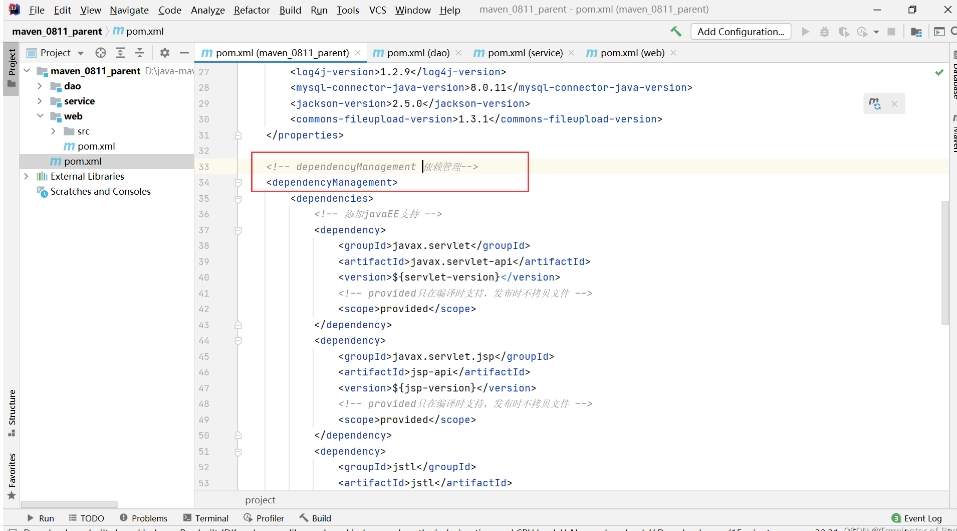 File Edit View Navigate Code Analyze Refactor Build Run Tools VCS Window Help maven_0811_parent - pom.xml (maven_0811_parent)
maven_0811_parent pom.xml Add Configuration...
Project pom.xml (maven_0811_parent) pom.xml (dao) pom.xml (service) pom.xml (web)
Project
Structure
Favorites
maven_0811_parent D:\java-mav
dao
service
web
src
pom.xml
pom.xml
External Libraries
Scratches and Consoles
27 <log4j-version>1.2.9</log4j-version>
28 <mysql-connector-java-version>8.0.11</mysql-connector-java-version>
29 <jackson-version>2.5.0</jackson-version>
30 <commons-fileupload-version>1.3.1</commons-fileupload-version>
31 </properties>
32
33 <!-- dependencyManagement 依赖管理-->
34 <dependencyManagement>
35 <dependencies>
36 <!-- 添加javaEE支持 -->
37 <dependency>
38 <groupId>javax.servlet</groupId>
39 <artifactId>javax.servlet-api</artifactId>
40 <version>${servlet-version}</version>
41 <!-- provided只在编译时支持，发布时不拷贝文件 -->
42 <scope>provided</scope>
43 </dependency>
44 <dependency>
45 <groupId>javax.servlet.jsp</groupId>
46 <artifactId>jsp-api</artifactId>
47 <version>${jsp-version}</version>
48 <!-- provided只在编译时支持，发布时不拷贝文件 -->
49 <scope>provided</scope>
50 </dependency>
51 <dependency>
52 <groupId>jstl</groupId>
53 <artifactId>jstl</artifactId>
project
Database
Maven
Run TODO Problems Terminal Profiler Build 3 Event Log